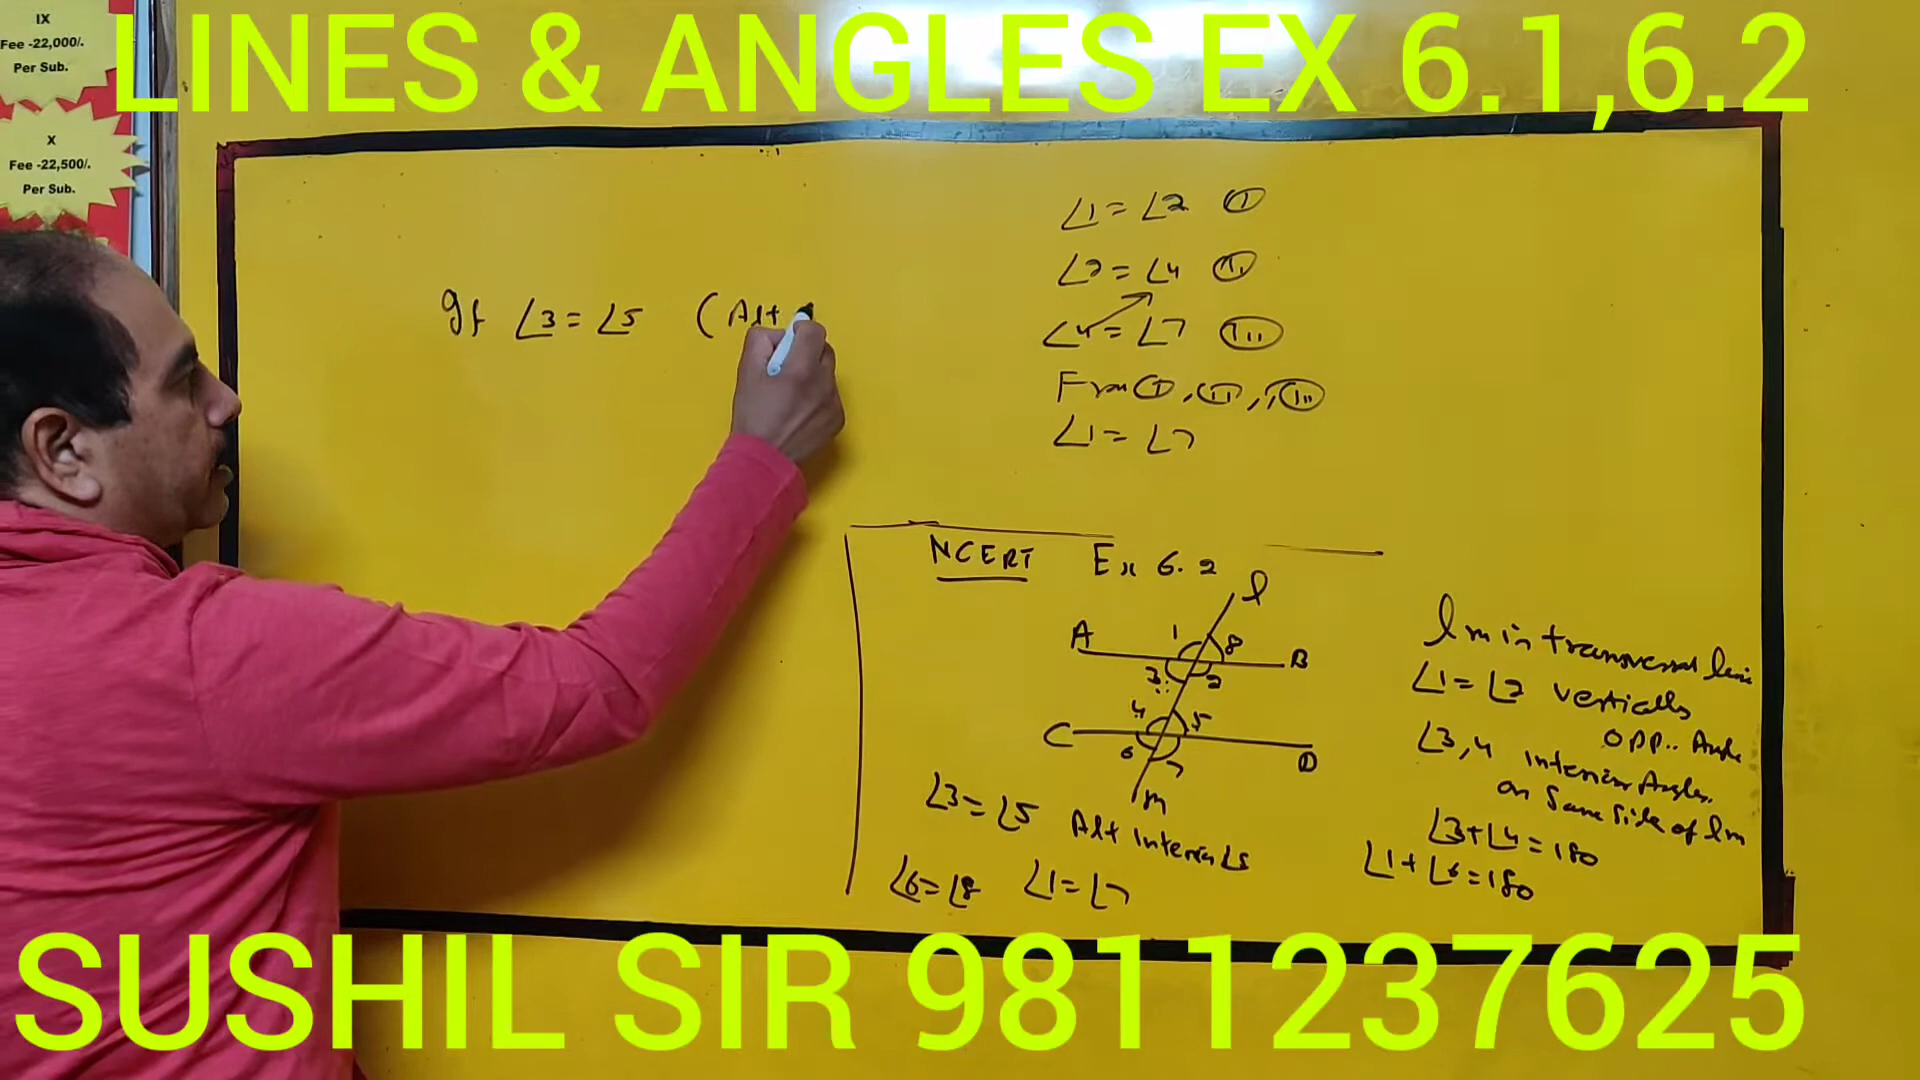 LINES & ANGLES EX 6.1,6.2
IX
Fee -22,000/.
Per Sub.
X
Fee -22,500/.
Per Sub.
If ∠3 = ∠5 (Alt
∠1 = ∠2 (I)
∠2 = ∠4 (II)
∠4 = ∠7 (III)
From (I), (II), (III)
∠1 = ∠7
NCERT Ex 6.2
l
A 1 8 B
3 2
4 5
C 6 7 D
m
∠3 = ∠5 Alt Interia ∠s
∠6 = ∠8 ∠1 = ∠7
lm is transversal line
∠1 = ∠2 vertically
opp.. Angle
∠3, 4 interior Angles
on Same Side of lm
∠3+∠4 = 180
∠1 + ∠6 = 180
SUSHIL SIR 9811237625